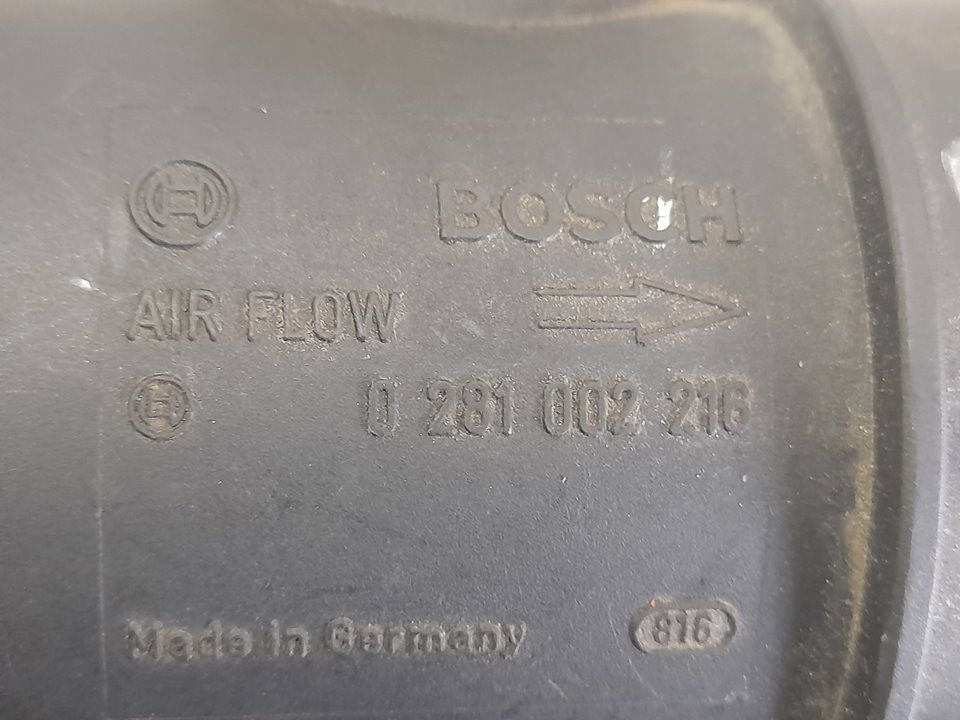 BOSCH
AIR FLOW
0 281 002 216
Made in Germany 816